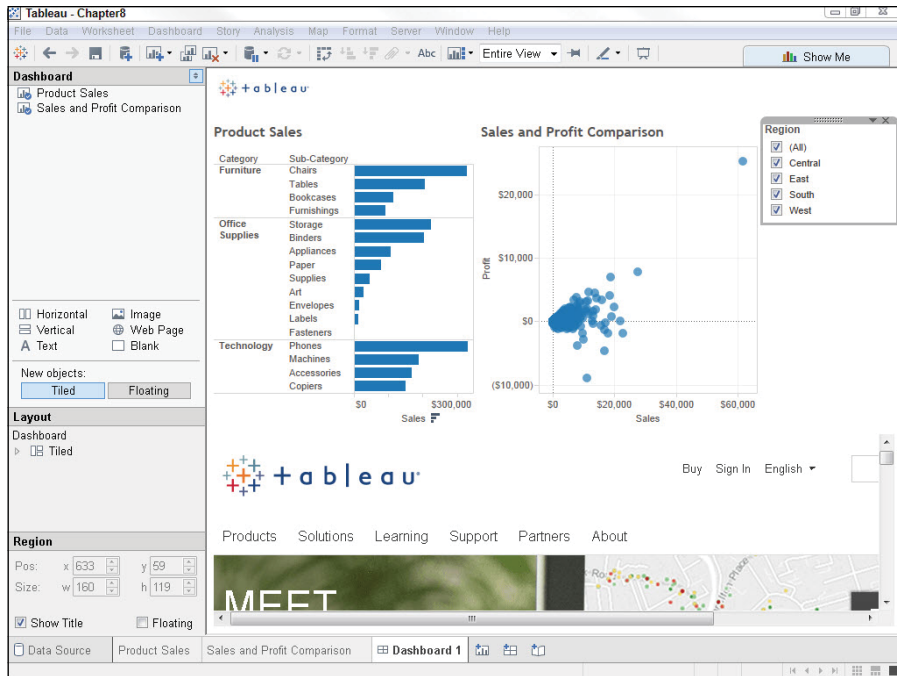 Tableau - Chapter8
File Data Worksheet Dashboard Story Analysis Map Format Server Window Help
Abc Entire View Show Me
Dashboard
Product Sales
Sales and Profit Comparison
Horizontal Image
Vertical Web Page
A Text Blank
New objects:
Tiled Floating
Layout
Dashboard
Tiled
Region
Pos: x 633 y 59
Size: w 160 h 119
Show Title Floating
+ a b l e a u
Product Sales
Category Sub-Category
Furniture Chairs
Tables
Bookcases
Furnishings
Office Supplies Storage
Binders
Appliances
Paper
Supplies
Art
Envelopes
Labels
Fasteners
Technology Phones
Machines
Accessories
Copiers
$0 $300,000
Sales
Sales and Profit Comparison
$20,000
$10,000
$0
($10,000)
Profit
$0 $20,000 $40,000 $60,000
Sales
Region
(All)
Central
East
South
West
+ a b l e a u
Buy Sign In English
Products Solutions Learning Support Partners About
MEET
Data Source Product Sales Sales and Profit Comparison Dashboard 1